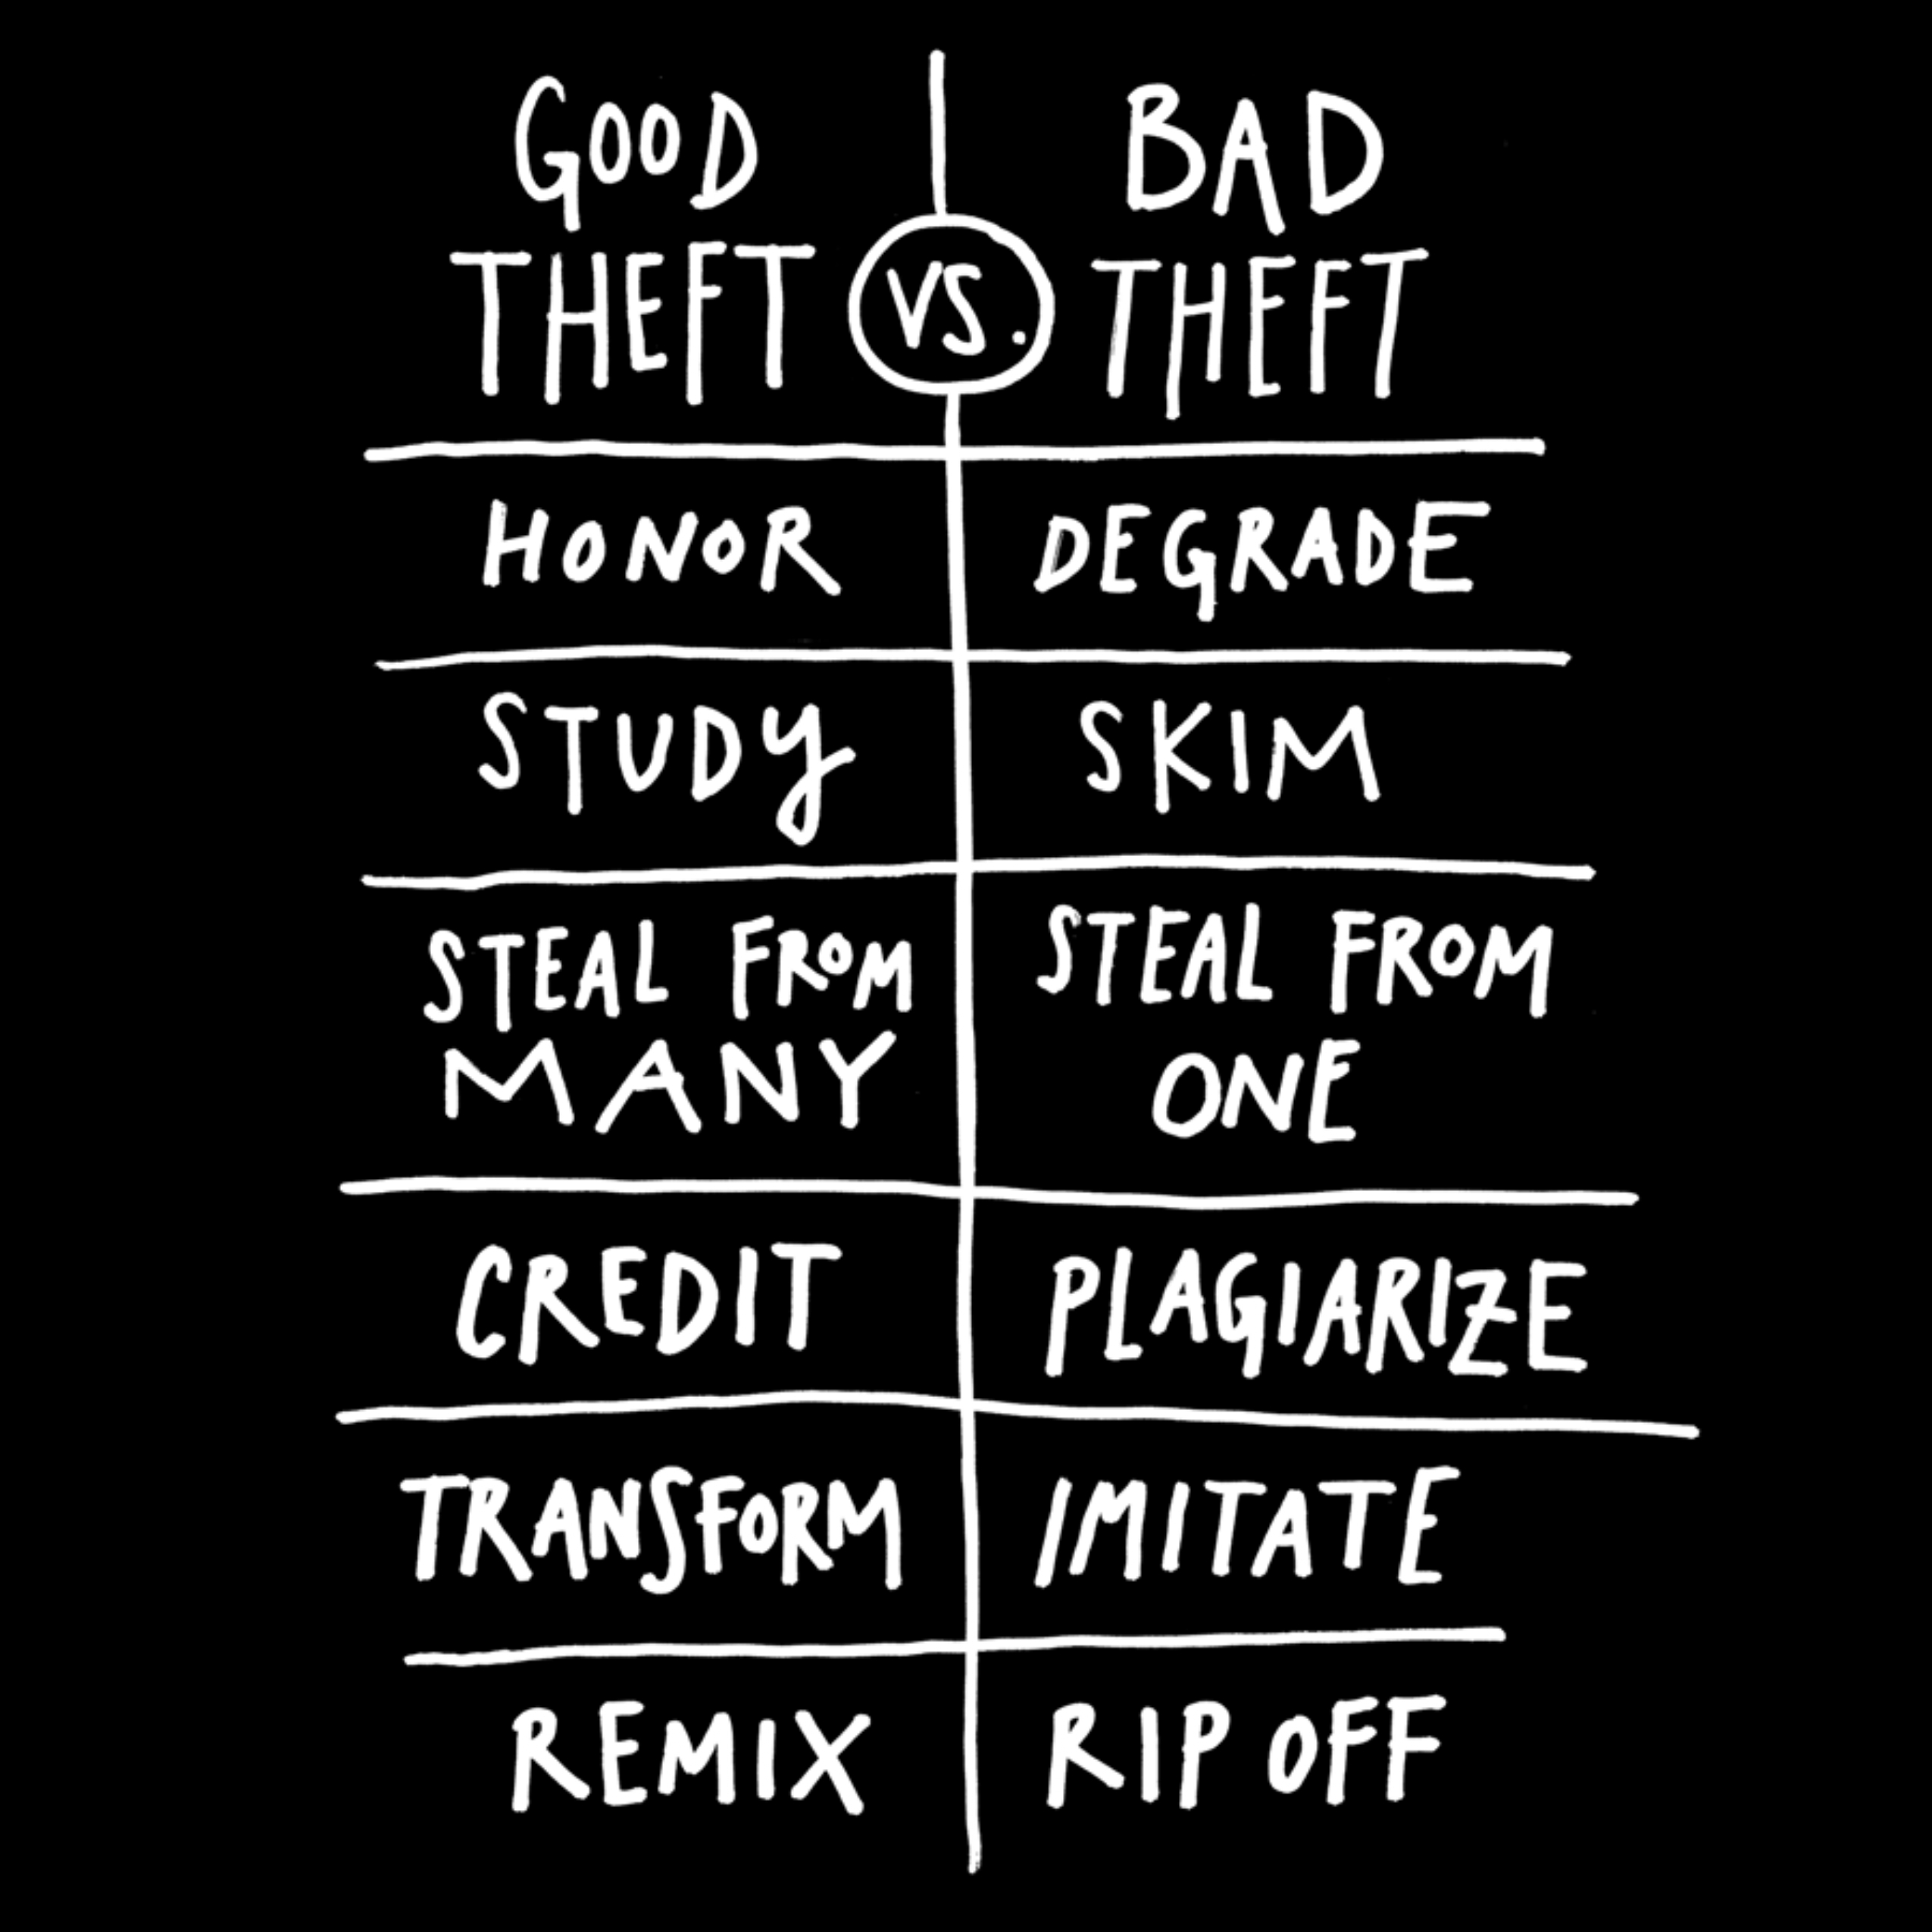 GOOD THEFT VS. BAD THEFT
HONOR DEGRADE
STUDY SKIM
STEAL FROM MANY STEAL FROM ONE
CREDIT PLAGIARIZE
TRANSFORM IMITATE
REMIX RIP OFF